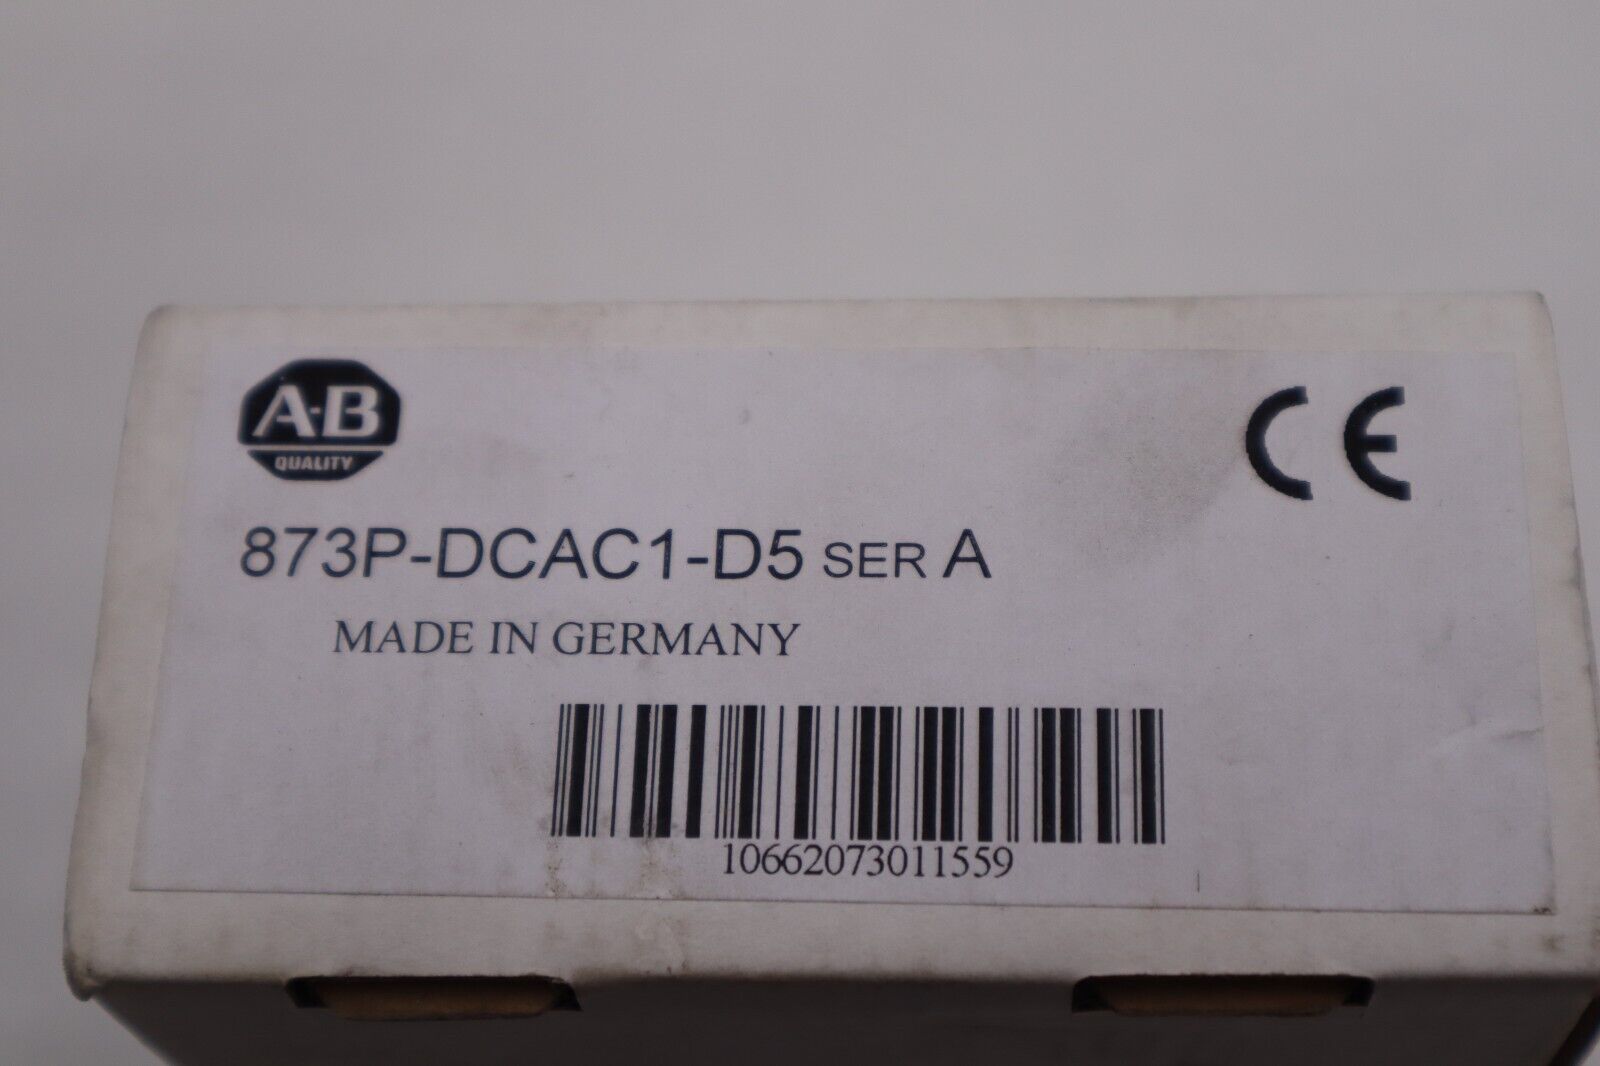 A-B
QUALITY
CE
873P-DCAC1-D5 SER A
MADE IN GERMANY
10662073011559